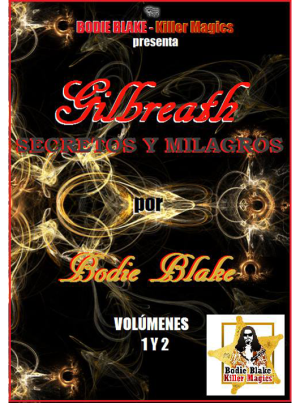 BODIE BLAKE - Killer Magics
presenta
Gilbreath
SECRETOS Y MILAGROS
por
Bodie Blake
VOLÚMENES
1 Y 2
Bodie Blake
Killer Magics